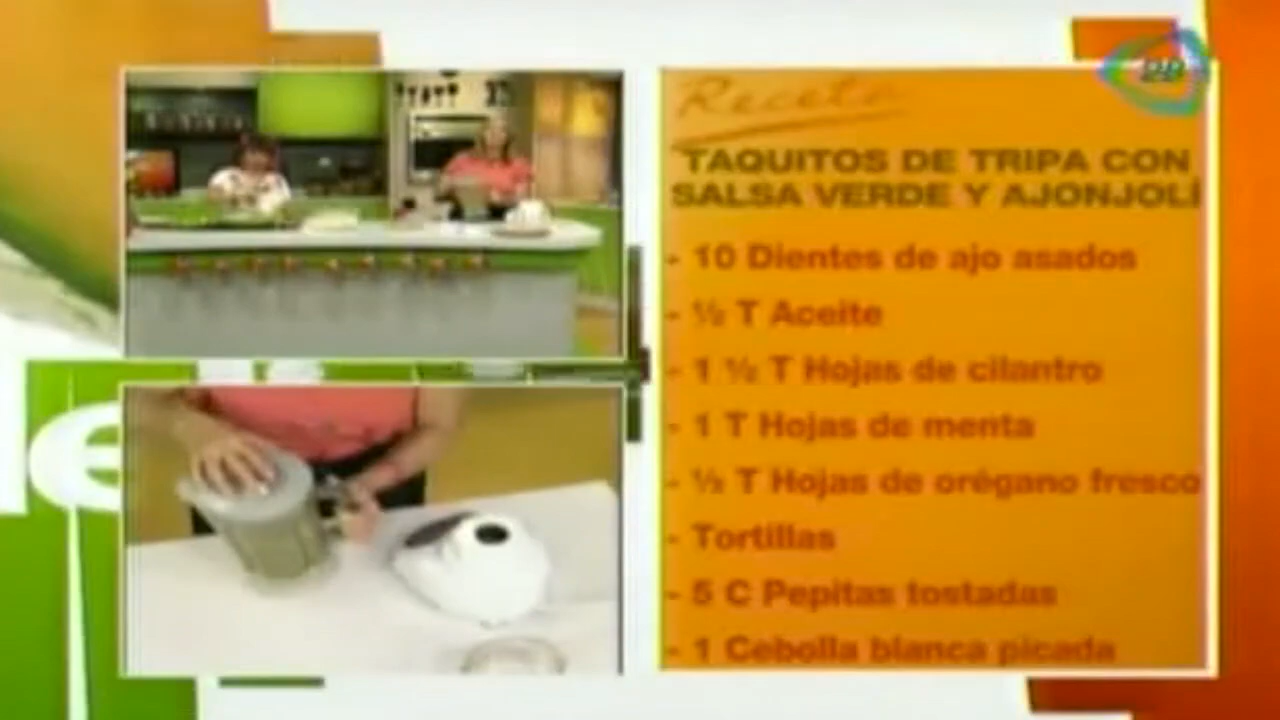 Receta
TAQUITOS DE TRIPA CON
SALSA VERDE Y AJONJOLÍ
- 10 Dientes de ajo asados
- ½ T Aceite
- 1 ½ T Hojas de cilantro
- 1 T Hojas de menta
- ½ T Hojas de orégano fresco
- Tortillas
- 5 C Pepitas tostadas
- 1 Cebolla blanca picada